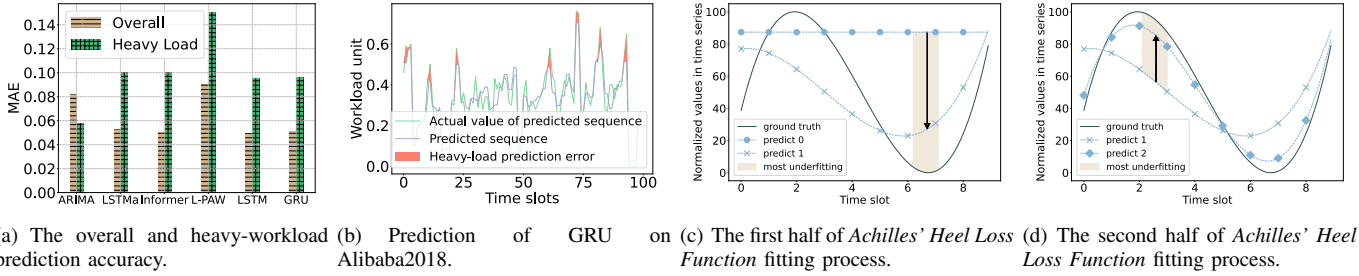 Overall
Heavy Load
MAE
0.14
0.12
0.10
0.08
0.06
0.04
0.02
0.00
ARIMA LSTMa Informer L-PAW LSTM GRU
Workload unit
0.6
0.4
0.2
0.0
Actual value of predicted sequence
Predicted sequence
Heavy-load prediction error
0 25 50 75 100
Time slots
Normalized values in time series
100
80
60
40
20
0
ground truth
predict 0
predict 1
most underfitting
0 2 4 6 8
Time slot
Normalized values in time series
100
80
60
40
20
0
ground truth
predict 1
predict 2
most underfitting
0 2 4 6 8
Time slot
(a) The overall and heavy-workload
prediction accuracy.
(b) Prediction of GRU on
Alibaba2018.
(c) The first half of Achilles' Heel Loss
Function fitting process.
(d) The second half of Achilles' Heel
Loss Function fitting process.